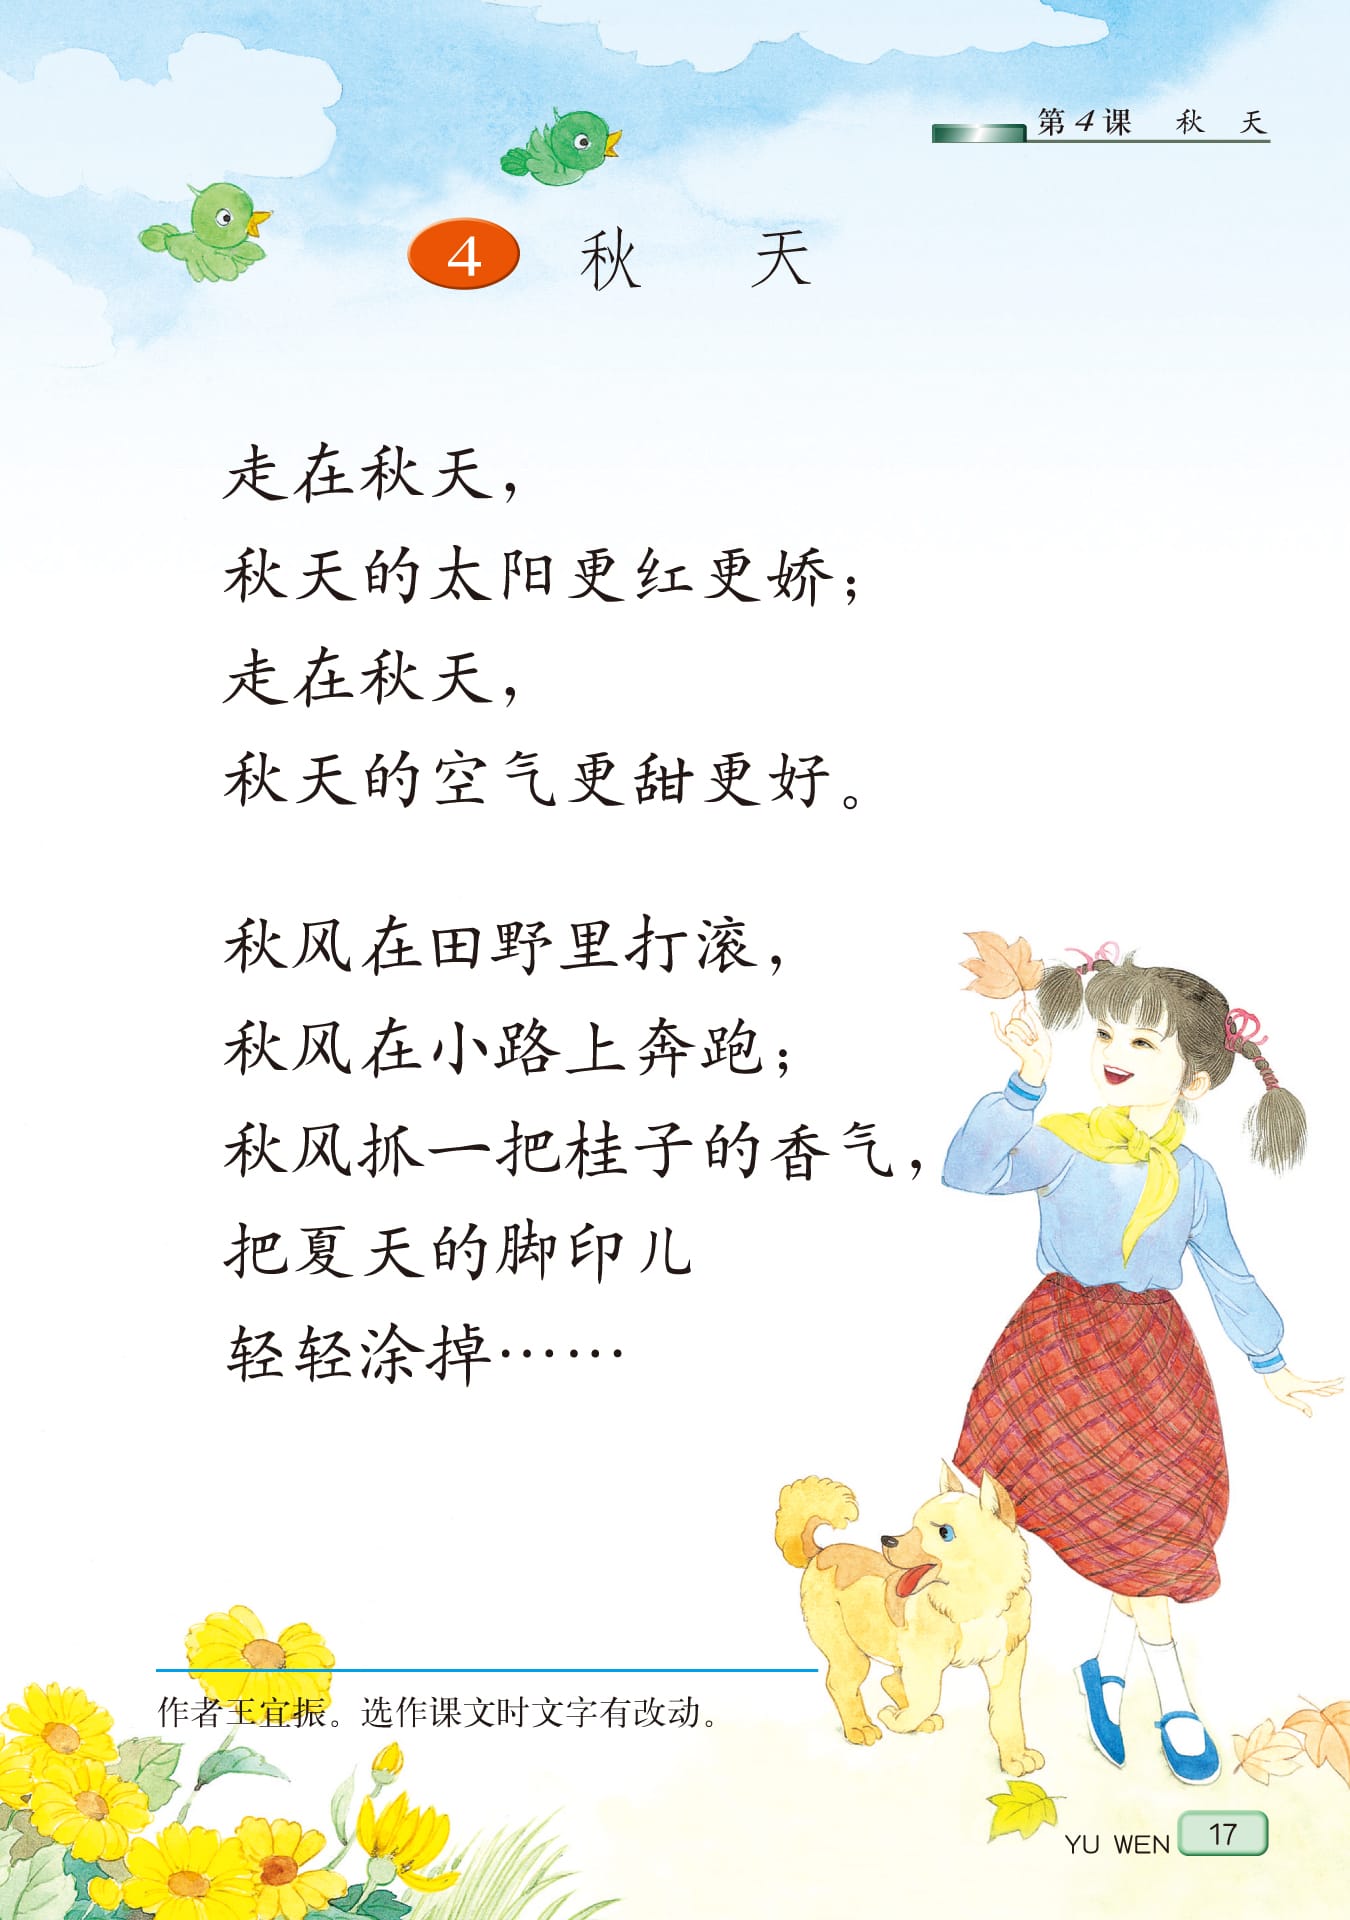 第4课 秋 天
4 秋 天
走在秋天，
秋天的太阳更红更娇；
走在秋天，
秋天的空气更甜更好。
秋风在田野里打滚，
秋风在小路上奔跑；
秋风抓一把桂子的香气，
把夏天的脚印儿
轻轻涂掉……
作者王宜振。选作课文时文字有改动。
YU WEN 17